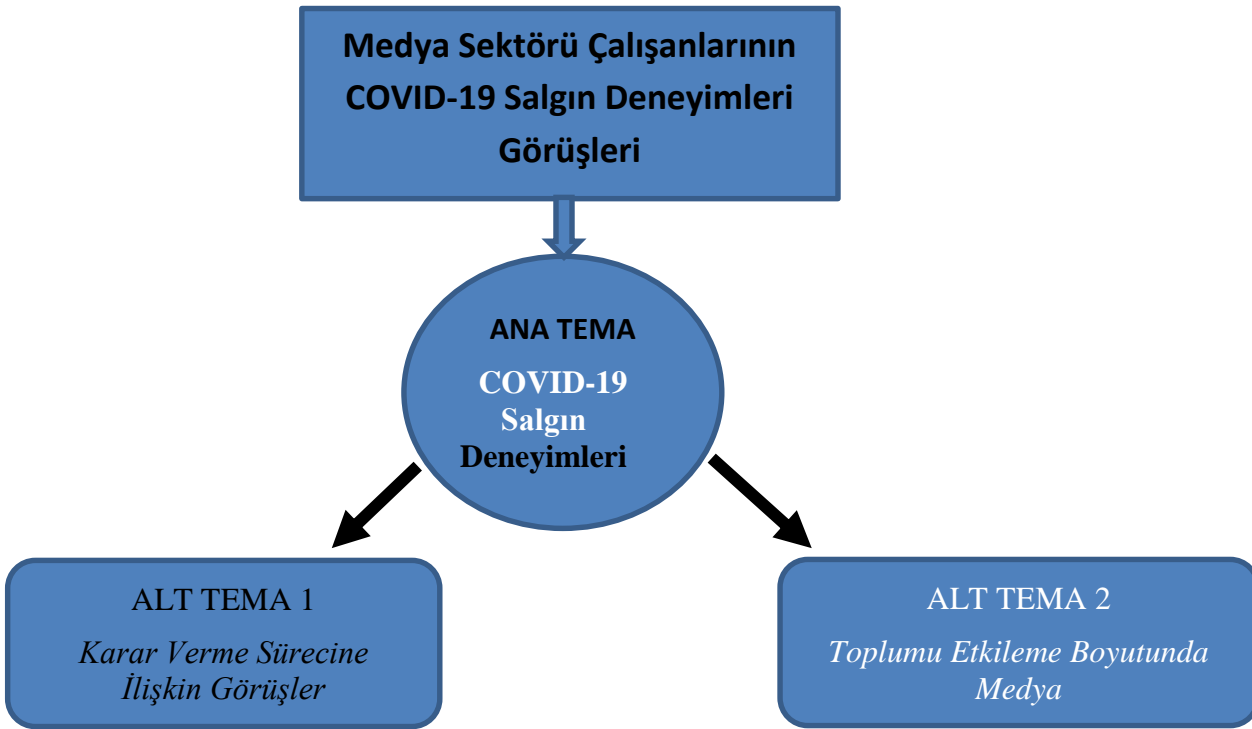 Medya Sektörü Çalışanlarının
COVID-19 Salgın Deneyimleri
Görüşleri
ANA TEMA
COVID-19
Salgın
Deneyimleri
ALT TEMA 1
Karar Verme Sürecine
İlişkin Görüşler
ALT TEMA 2
Toplumu Etkileme Boyutunda
Medya